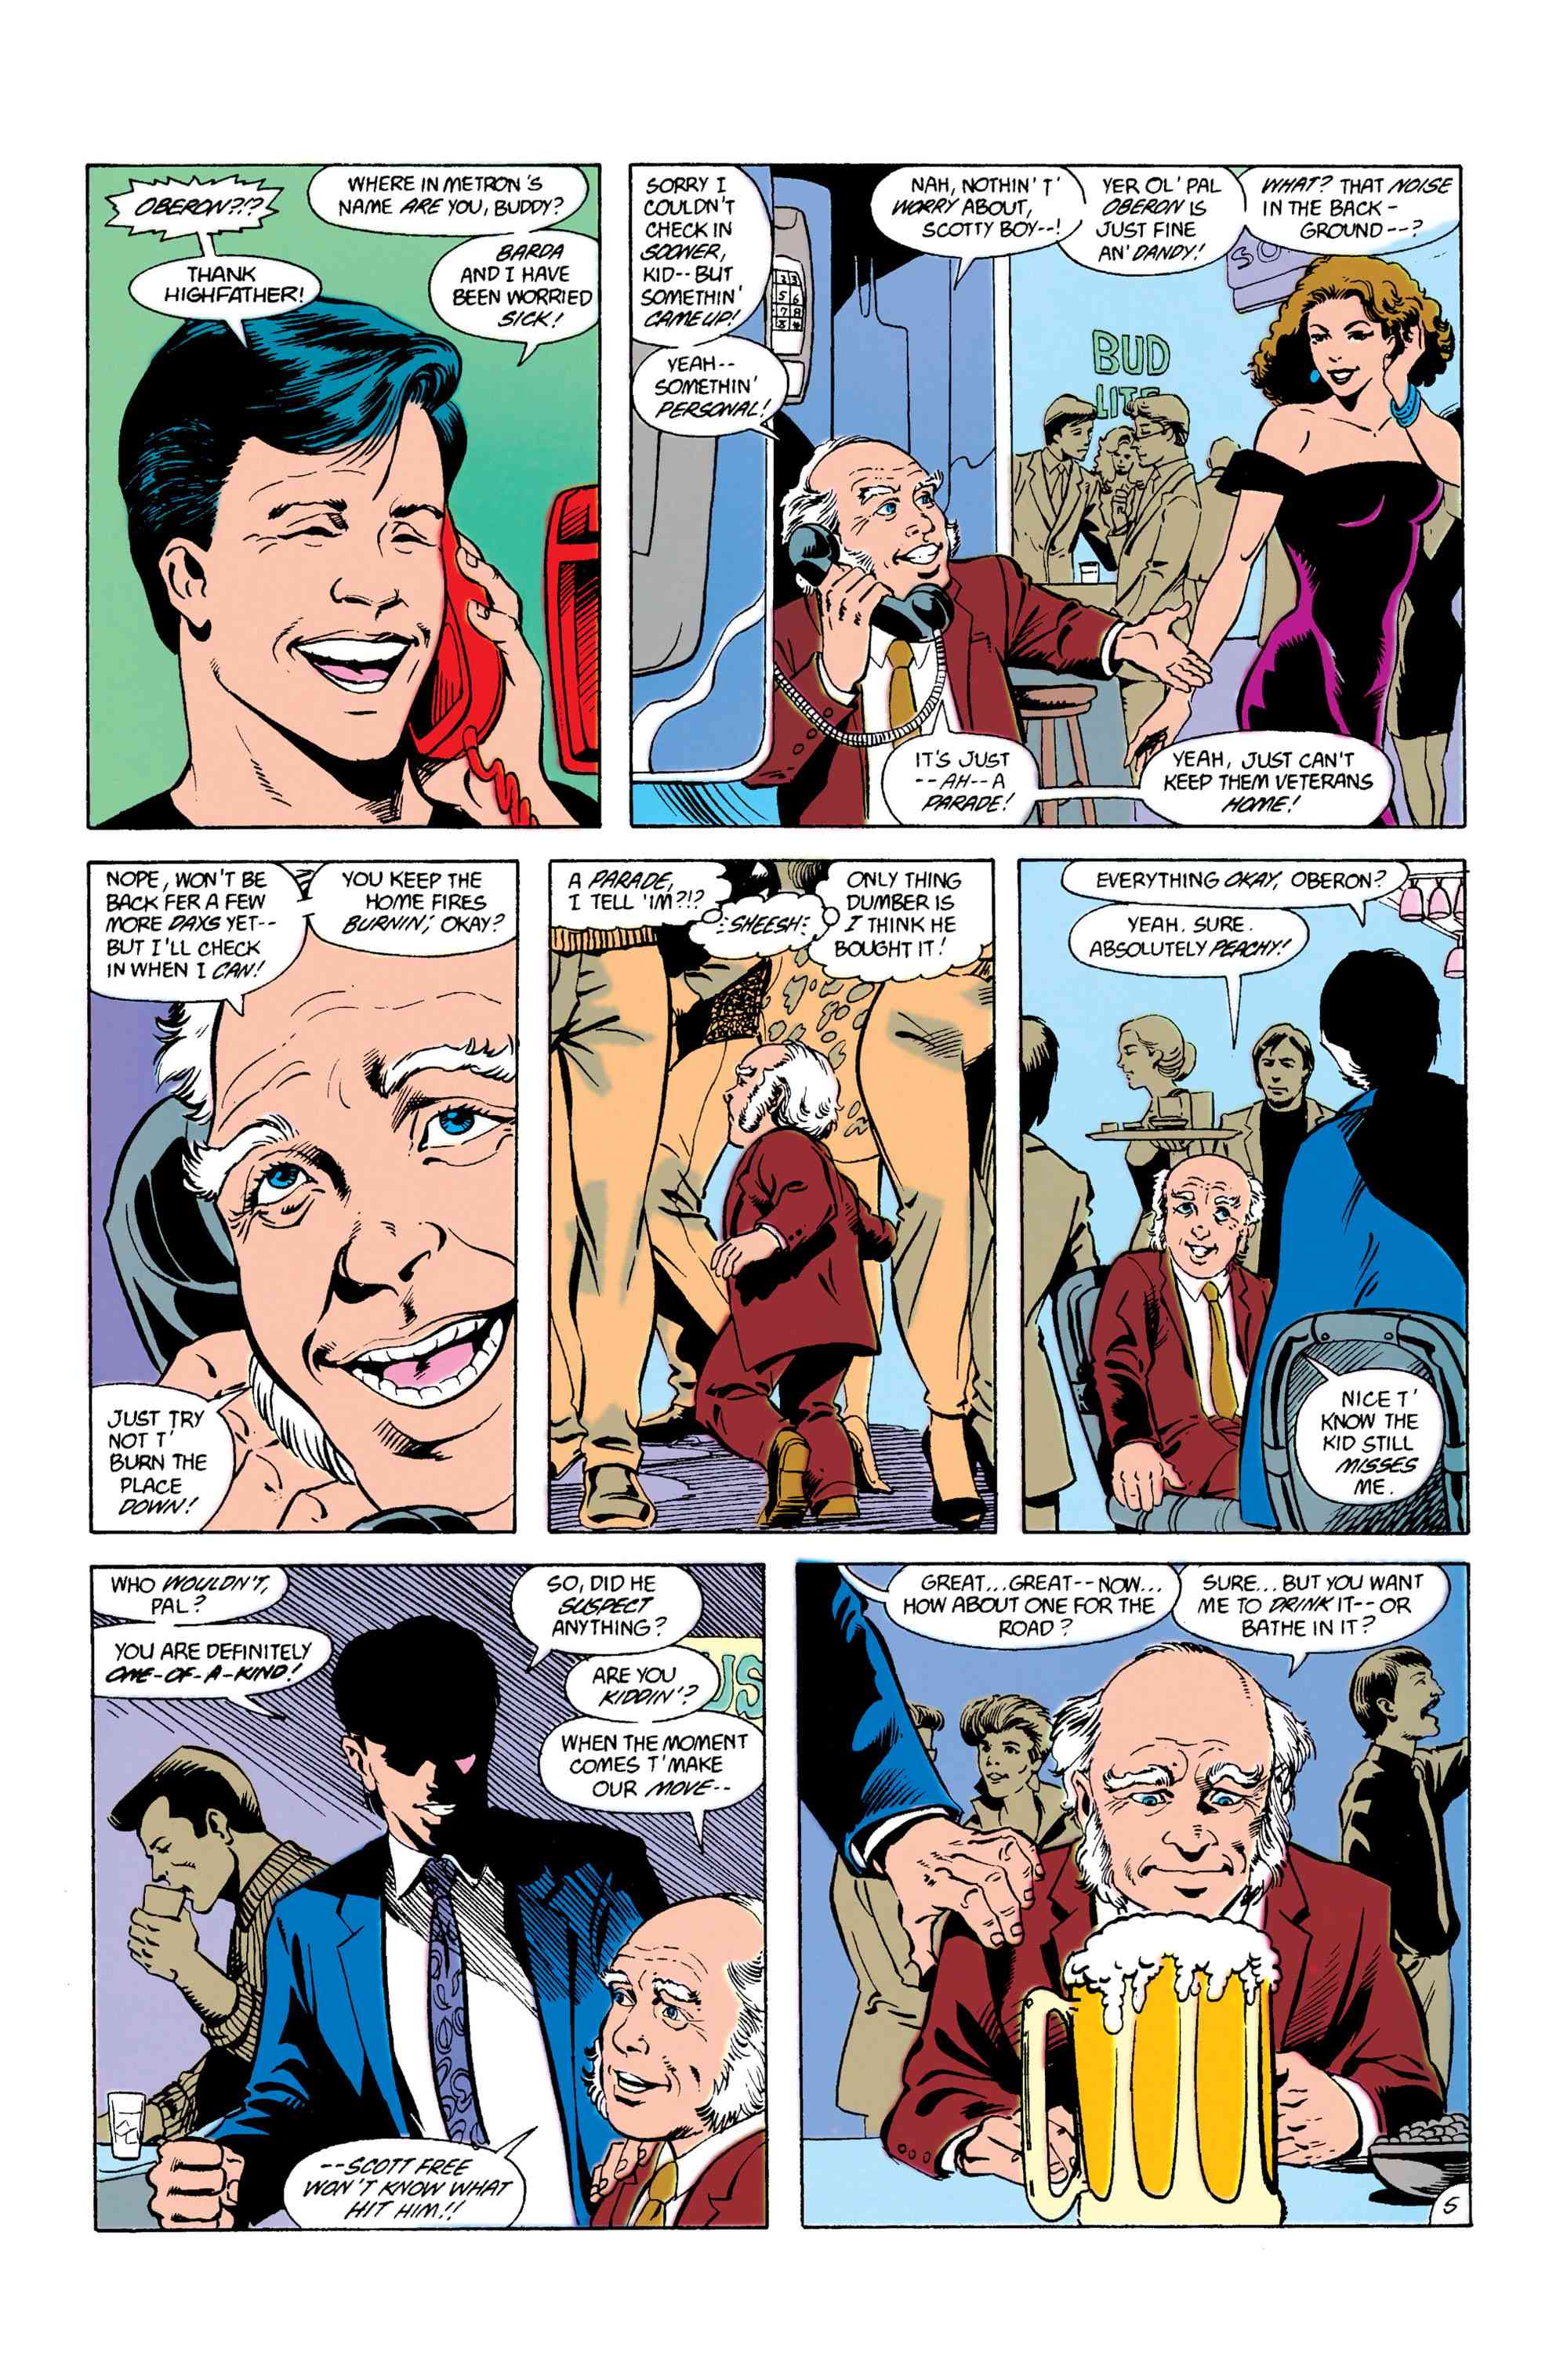 OBERON?!?
THANK
HIGHFATHER!
WHERE IN METRON'S
NAME ARE YOU, BUDDY?
BARDA
AND I HAVE
BEEN WORRIED
SICK!
SORRY I
COULDN'T
CHECK IN
SOONER,
KID-- BUT
SOMETHIN'
CAME UP!
YEAH--
SOMETHIN'
PERSONAL!
NAH, NOTHIN' T'
WORRY ABOUT,
SCOTTY BOY--!
YER OL' PAL
OBERON IS
JUST FINE
AN' DANDY!
WHAT? THAT NOISE
IN THE BACK-
GROUND--?
BUD
LITE
IT'S JUST
--AH--A
PARADE!
YEAH, JUST CAN'T
KEEP THEM VETERANS
HOME!
NOPE, WON'T BE
BACK FER A FEW
MORE DAYS YET--
BUT I'LL CHECK
IN WHEN I CAN!
YOU KEEP THE
HOME FIRES
BURNIN', OKAY?
JUST TRY
NOT T'
BURN THE
PLACE
DOWN!
A PARADE,
I TELL 'IM?!?
SHEESH
ONLY THING
DUMBER IS
I THINK HE
BOUGHT IT!
EVERYTHING OKAY, OBERON?
YEAH. SURE.
ABSOLUTELY PEACHY!
NICE T'
KNOW THE
KID STILL
MISSES
ME.
WHO WOULDN'T,
PAL?
YOU ARE DEFINITELY
ONE-OF-A-KIND!
SO, DID HE
SUSPECT
ANYTHING?
ARE YOU
KIDDIN'?
WHEN THE MOMENT
COMES T' MAKE
OUR MOVE--
--SCOTT FREE
WON'T KNOW WHAT
HIT HIM!!
GREAT...GREAT--NOW...
HOW ABOUT ONE FOR THE
ROAD?
SURE... BUT YOU WANT
ME TO DRINK IT--OR
BATHE IN IT?
5